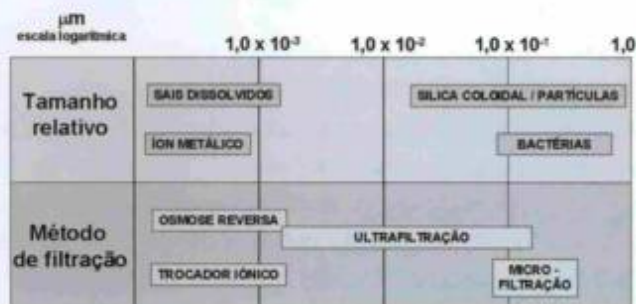 μm
escala logarítmica
1,0 x 10⁻³
1,0 x 10⁻²
1,0 x 10⁻¹
1,0
Tamanho
relativo
SAIS DISSOLVIDOS
SILICA COLOIDAL / PARTÍCULAS
ÍON METÁLICO
BACTÉRIAS
Método
de filtração
OSMOSE REVERSA
ULTRAFILTRAÇÃO
TROCADOR IÔNICO
MICRO -
FILTRAÇÃO